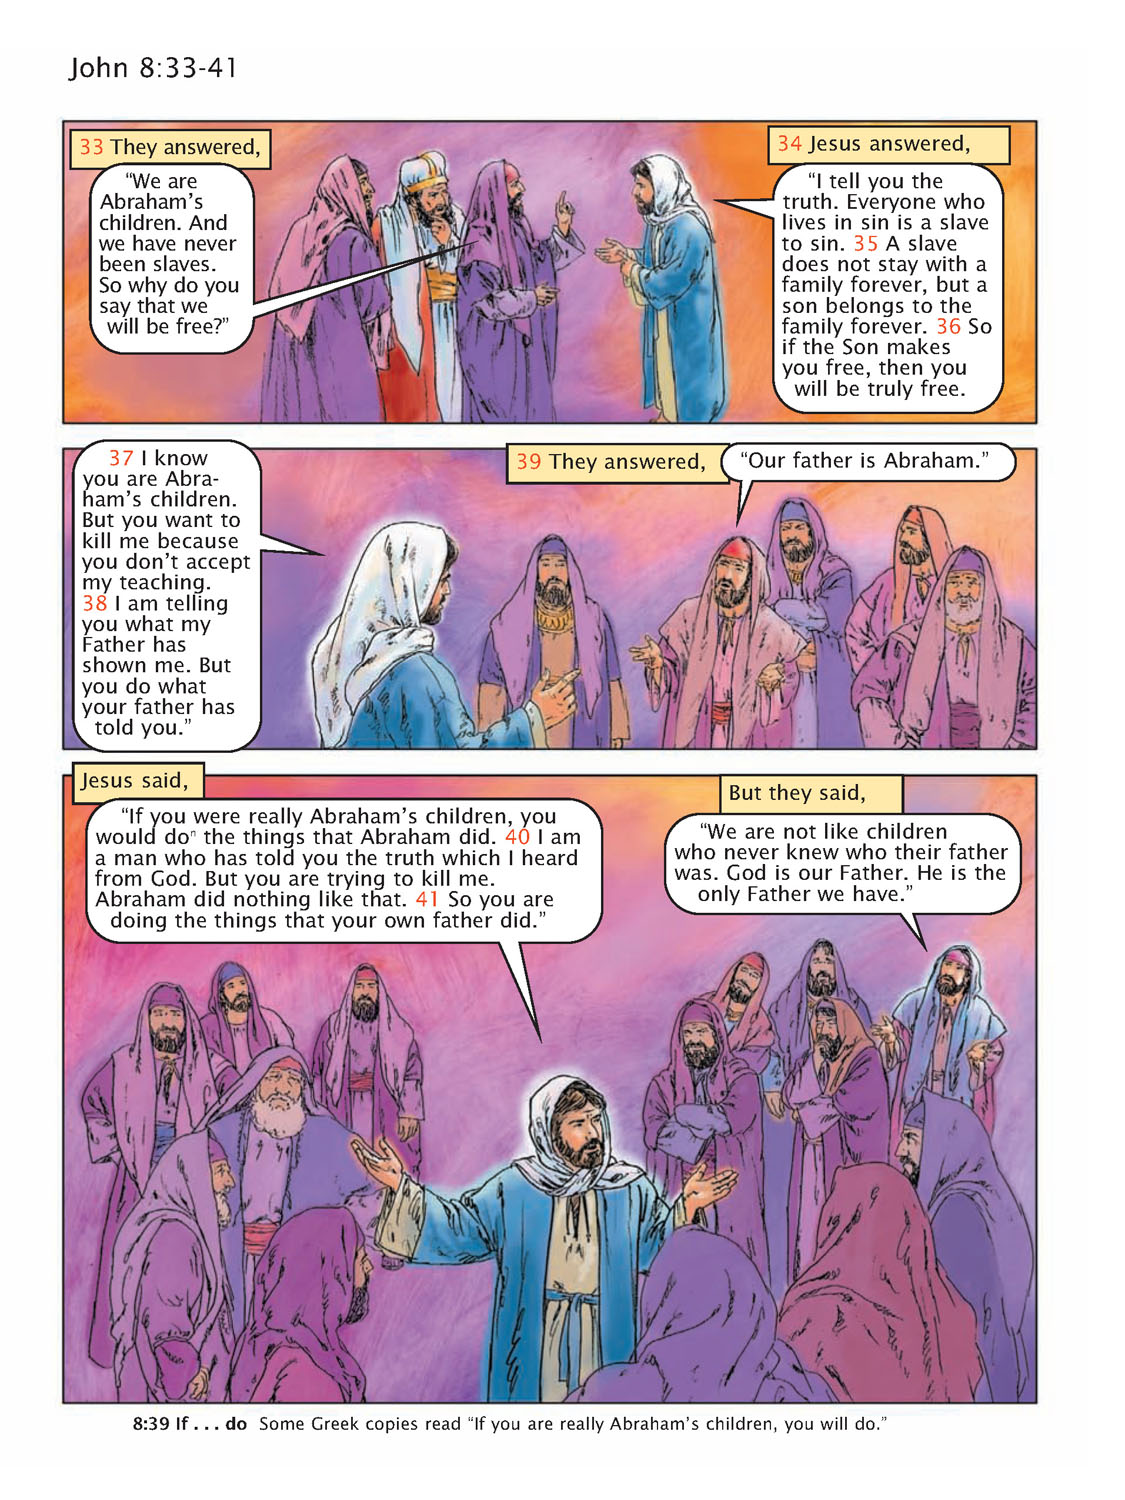 John 8:33-41
33 They answered,
“We are
Abraham’s
children. And
we have never
been slaves.
So why do you
say that we
will be free?”
34 Jesus answered,
“I tell you the
truth. Everyone who
lives in sin is a slave
to sin. 35 A slave
does not stay with a
family forever, but a
son belongs to the
family forever. 36 So
if the Son makes
you free, then you
will be truly free.
37 I know
you are Abra-
ham’s children.
But you want to
kill me because
you don’t accept
my teaching.
38 I am telling
you what my
Father has
shown me. But
you do what
your father has
told you.”
39 They answered,
“Our father is Abraham.”
Jesus said,
“If you were really Abraham’s children, you
would doⁿ the things that Abraham did. 40 I am
a man who has told you the truth which I heard
from God. But you are trying to kill me.
Abraham did nothing like that. 41 So you are
doing the things that your own father did.”
But they said,
“We are not like children
who never knew who their father
was. God is our Father. He is the
only Father we have.”
8:39 If . . . do Some Greek copies read “If you are really Abraham’s children, you will do.”